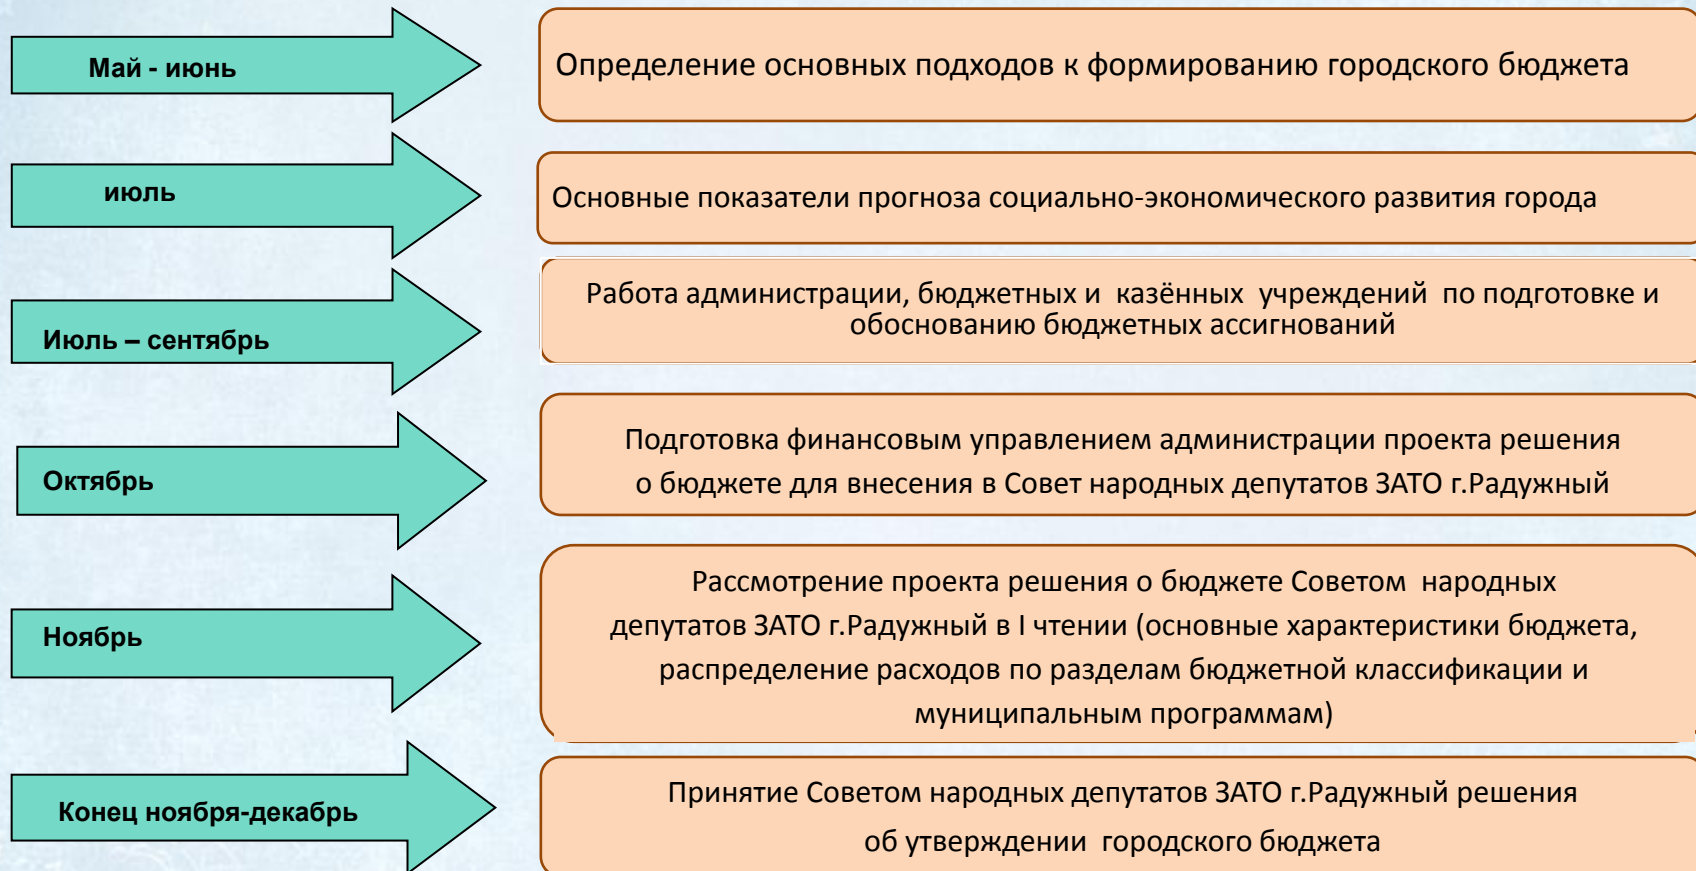 Май - июнь
Определение основных подходов к формированию городского бюджета
июль
Основные показатели прогноза социально-экономического развития города
Июль – сентябрь
Работа администрации, бюджетных и казённых учреждений по подготовке и
обоснованию бюджетных ассигнований
Октябрь
Подготовка финансовым управлением администрации проекта решения
о бюджете для внесения в Совет народных депутатов ЗАТО г.Радужный
Ноябрь
Рассмотрение проекта решения о бюджете Советом народных
депутатов ЗАТО г.Радужный в I чтении (основные характеристики бюджета,
распределение расходов по разделам бюджетной классификации и
муниципальным программам)
Конец ноября-декабрь
Принятие Советом народных депутатов ЗАТО г.Радужный решения
об утверждении городского бюджета